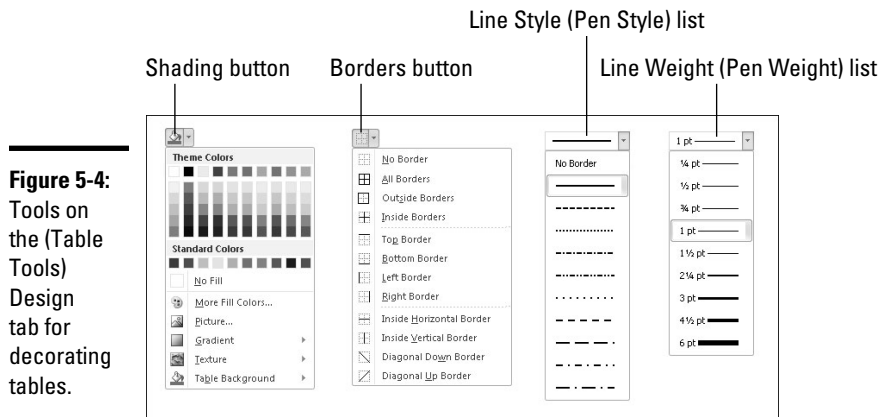 Line Style (Pen Style) list
Shading button
Borders button
Line Weight (Pen Weight) list
Figure 5-4:
Tools on
the (Table
Tools)
Design
tab for
decorating
tables.
Theme Colors
Standard Colors
No Fill
More Fill Colors...
Picture...
Gradient
Texture
Table Background
No Border
All Borders
Outside Borders
Inside Borders
Top Border
Bottom Border
Left Border
Right Border
Inside Horizontal Border
Inside Vertical Border
Diagonal Down Border
Diagonal Up Border
No Border
1 pt
¼ pt
½ pt
¾ pt
1 pt
1½ pt
2¼ pt
3 pt
4½ pt
6 pt